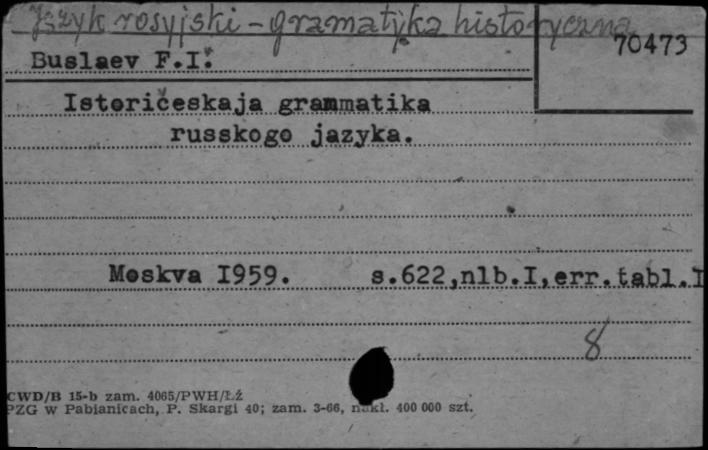 Język rosyjski - gramatyka historyczna
70473
Buslaev F.I.
Istoričeskaja grammatika
russkogo jazyka.
Moskva I959. s.622,nlb.I,err.tabl.I
8
CWD/B 15-b zam. 4065/PWH/Łź
PZG w Pabianicach, P. Skargi 40; zam. 3-66, nakł. 400 000 szt.